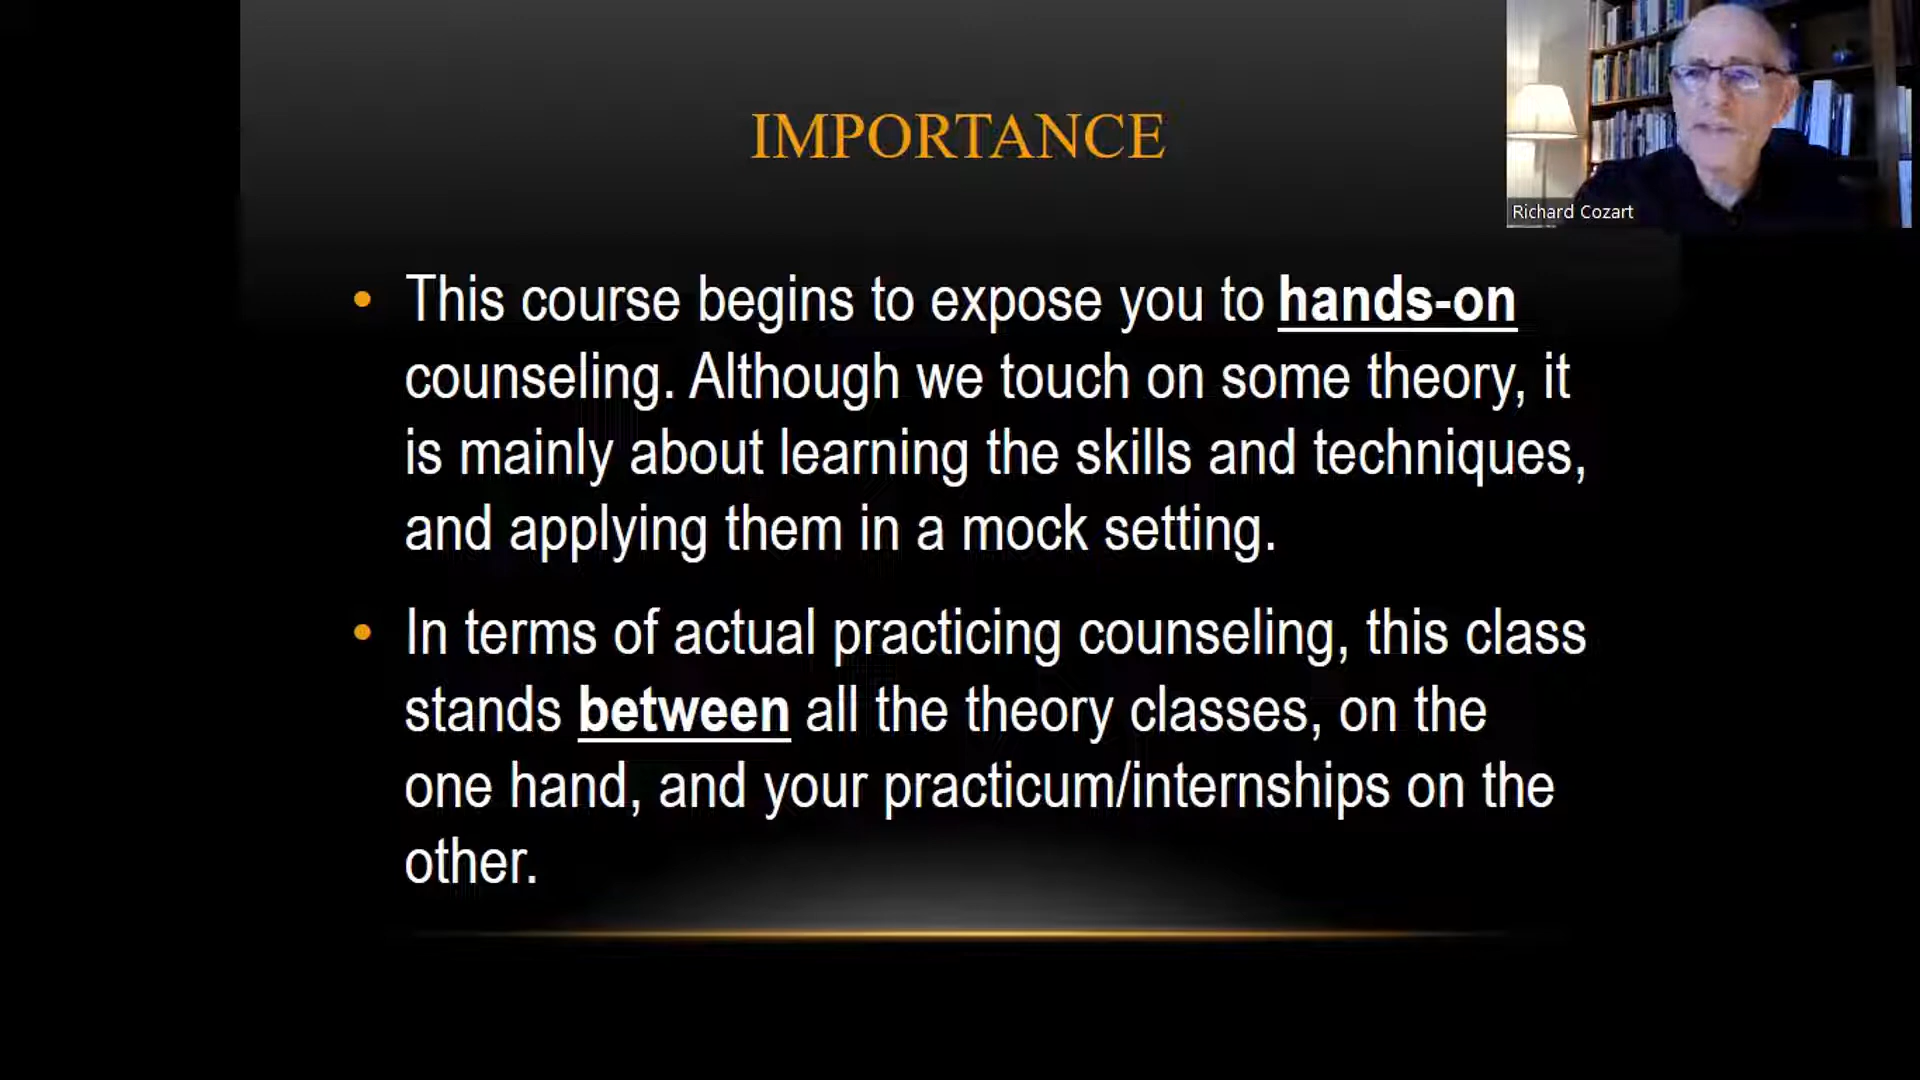 IMPORTANCE
Richard Cozart
• This course begins to expose you to hands-on
counseling. Although we touch on some theory, it
is mainly about learning the skills and techniques,
and applying them in a mock setting.
• In terms of actual practicing counseling, this class
stands between all the theory classes, on the
one hand, and your practicum/internships on the
other.